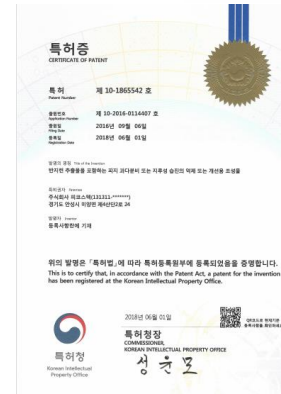 특허증
CERTIFICATE OF PATENT
특 허 제 10-1865542 호
Patent Number
출원번호 제 10-2016-0114407 호
Application Number
출원일 2016년 09월 06일
Filing Date
등록일 2018년 06월 01일
Registration Date
발명의 명칭 Title of the Invention
번지런 추출물을 포함하는 피지 과다분비 또는 지루성 습진의 억제 또는 개선용 조성물
특허권자 Patentee
주식회사 (131311-*******)
경기도 안성시 미양면 제4산단2로 24
발명자 Inventor
등록사항란에 기재
위의 발명은 「특허법」에 따라 특허등록원부에 등록되었음을 증명합니다.
This is to certify that, in accordance with the Patent Act, a patent for the invention
has been registered at the Korean Intellectual Property Office.
2018년 06월 01일
특허청장
COMMISSIONER,
KOREAN INTELLECTUAL PROPERTY OFFICE
성윤모
특허청
Korean Intellectual
Property Office